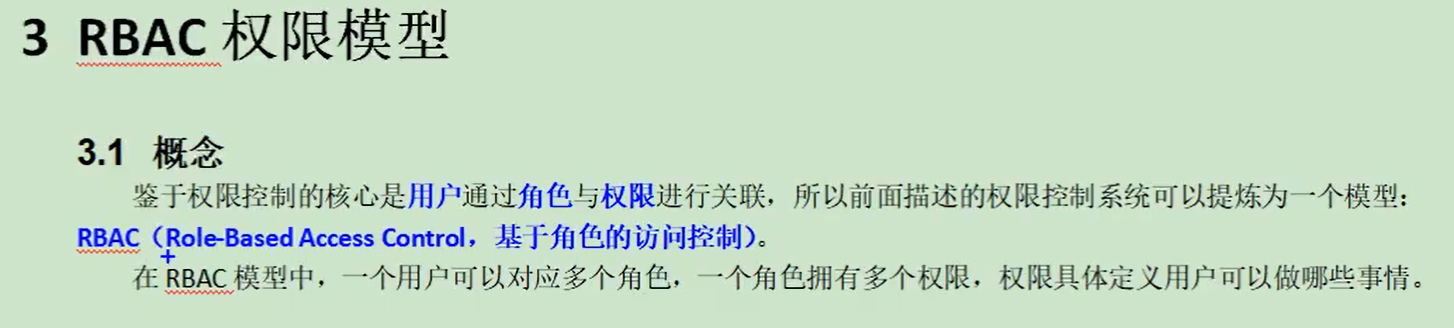 3 RBAC 权限模型
3.1 概念
鉴于权限控制的核心是用户通过角色与权限进行关联，所以前面描述的权限控制系统可以提炼为一个模型：
RBAC（Role-Based Access Control，基于角色的访问控制）。
在 RBAC 模型中，一个用户可以对应多个角色，一个角色拥有多个权限，权限具体定义用户可以做哪些事情。